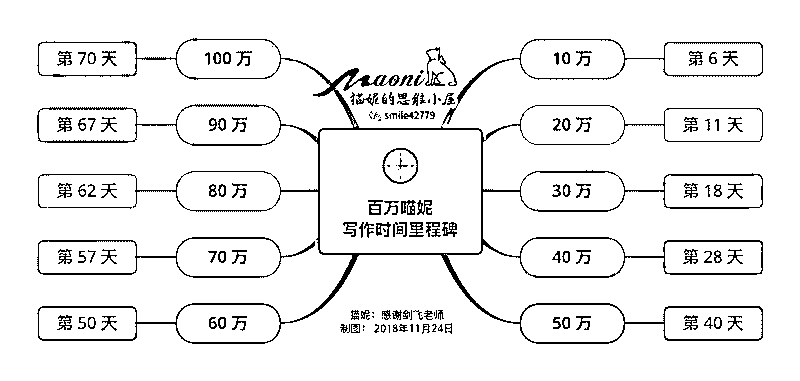 Maoni
猫妮的思维小屋
smile42779
百万喵妮
写作时间里程碑
10 万 第 6 天
20 万 第 11 天
30 万 第 18 天
40 万 第 28 天
50 万 第 40 天
60 万 第 50 天
70 万 第 57 天
80 万 第 62 天
90 万 第 67 天
100 万 第 70 天
猫妮：感谢剑飞老师
制图： 2018年11月24日